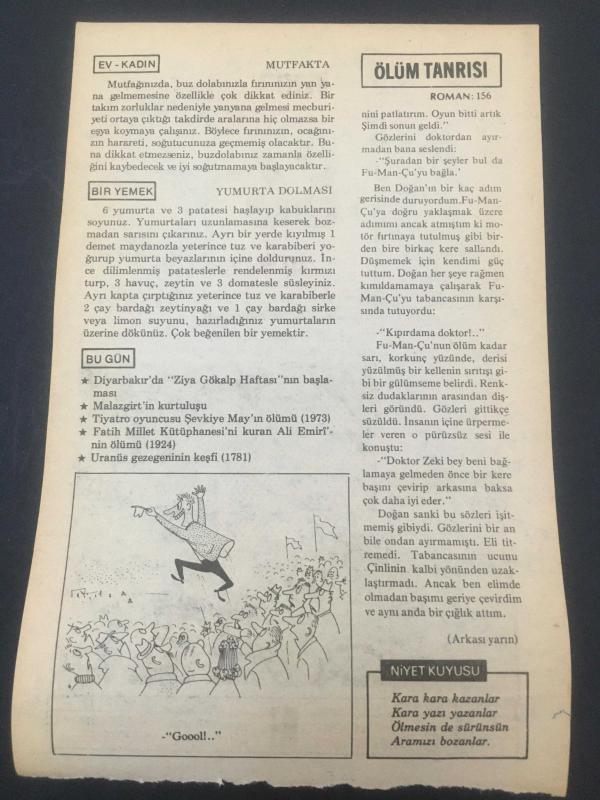 EV - KADIN
MUTFAKTA
Mutfağınızda, buz dolabınızla fırınınızın yan ya-
na gelmemesine özellikle çok dikkat ediniz. Bir
takım zorluklar nedeniyle yanyana gelmesi mecburi-
yeti ortaya çıktığı takdirde aralarına hiç olmazsa bir
eşya koymaya çalışınız. Böylece fırınınızın, ocağını-
zın harareti, soğutucunuza geçmemiş olacaktır. Bu-
na dikkat etmezseniz, buzdolabınız zamanla özelli-
ğini kaybedecek ve iyi soğutmamaya başlayacaktır.
BİR YEMEK
YUMURTA DOLMASI
6 yumurta ve 3 patatesi haşlayıp kabuklarını
soyunuz. Yumurtaları uzunlamasına keserek boz-
madan sarısını çıkarınız. Ayrı bir yerde kıyılmış 1
demet maydanozla yeterince tuz ve karabiberi yo-
ğurup yumurta beyazlarının içine doldurunuz. İn-
ce dilimlenmiş patateslerle rendelenmiş kırmızı
turp, 3 havuç, zeytin ve 3 domatesle süsleyiniz.
Ayrı kapta çırptığınız yeterince tuz ve karabiberle
2 çay bardağı zeytinyağı ve 1 çay bardağı sirke
veya limon suyunu, hazırladığınız yumurtaların
üzerine dökünüz. Çok beğenilen bir yemektir.
BU GÜN
★ Diyarbakır'da "Ziya Gökalp Haftası"nın başla-
ması
★ Malazgirt'in kurtuluşu
★ Tiyatro oyuncusu Şevkiye May'ın ölümü (1973)
★ Fatih Millet Kütüphanesi'ni kuran Ali Emirî'-
nin ölümü (1924)
★ Uranüs gezegeninin keşfi (1781)
-"Goool!.."
ÖLÜM TANRISI
ROMAN: 156
nini patlatırım. Oyun bitti artık
Şimdi sonun geldi."
Gözlerini doktordan ayır-
madan bana seslendi:
-"Şuradan bir şeyler bul da
Fu-Man-Çu'yu bağla.'
Ben Doğan'ın bir kaç adım
gerisinde duruyordum.Fu-Man-
Çu'ya doğru yaklaşmak üzere
adımımı ancak atmıştım ki mo-
tör fırtınaya tutulmuş gibi bir-
den bire birkaç kere sallandı.
Düşmemek için kendimi güç
tuttum. Doğan her şeye rağmen
kımıldamamaya çalışarak Fu-
Man-Çu'yu tabancasının karşı-
sında tutuyordu:
-"Kıpırdama doktor!.."
Fu-Man-Çu'nun ölüm kadar
sarı, korkunç yüzünde, derisi
yüzülmüş bir kellenin sırıtışı gi-
bi bir gülümseme belirdi. Renk-
siz dudaklarının arasından diş-
leri göründü. Gözleri gittikçe
süzüldü. İnsanın içine ürperme-
ler veren o pürüzsüz sesi ile
konuştu:
-"Doktor Zeki bey beni bağ-
lamaya gelmeden önce bir kere
başını çevirip arkasına baksa
çok daha iyi eder."
Doğan sanki bu sözleri işit-
memiş gibiydi. Gözlerini bir an
bile ondan ayırmamıştı. Eli tit-
remedi. Tabancasının ucunu
Çinlinin kalbi yönünden uzak-
laştırmadı. Ancak ben elimde
olmadan başımı geriye çevirdim
ve aynı anda bir çığlık attım.
(Arkası yarın)
NİYET KUYUSU
Kara kara kazanlar
Kara yazı yazanlar
Ölmesin de sürünsün
Aramızı bozanlar.